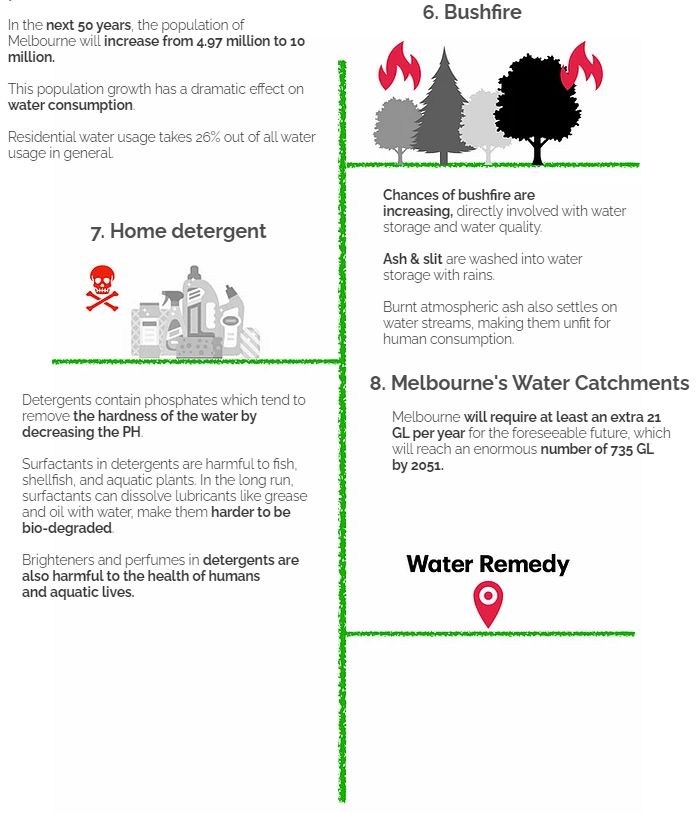 In the next 50 years, the population of
Melbourne will increase from 4.97 million to 10
million.
This population growth has a dramatic effect on
water consumption.
Residential water usage takes 26% out of all water
usage in general.
6. Bushfire
Chances of bushfire are
increasing, directly involved with water
storage and water quality.
Ash & slit are washed into water
storage with rains.
Burnt atmospheric ash also settles on
water streams, making them unfit for
human consumption.
7. Home detergent
Detergents contain phosphates which tend to
remove the hardness of the water by
decreasing the PH.
Surfactants in detergents are harmful to fish,
shellfish, and aquatic plants. In the long run,
surfactants can dissolve lubricants like grease
and oil with water, make them harder to be
bio-degraded.
Brighteners and perfumes in detergents are
also harmful to the health of humans
and aquatic lives.
8. Melbourne's Water Catchments
Melbourne will require at least an extra 21
GL per year for the foreseeable future, which
will reach an enormous number of 735 GL
by 2051.
Water Remedy